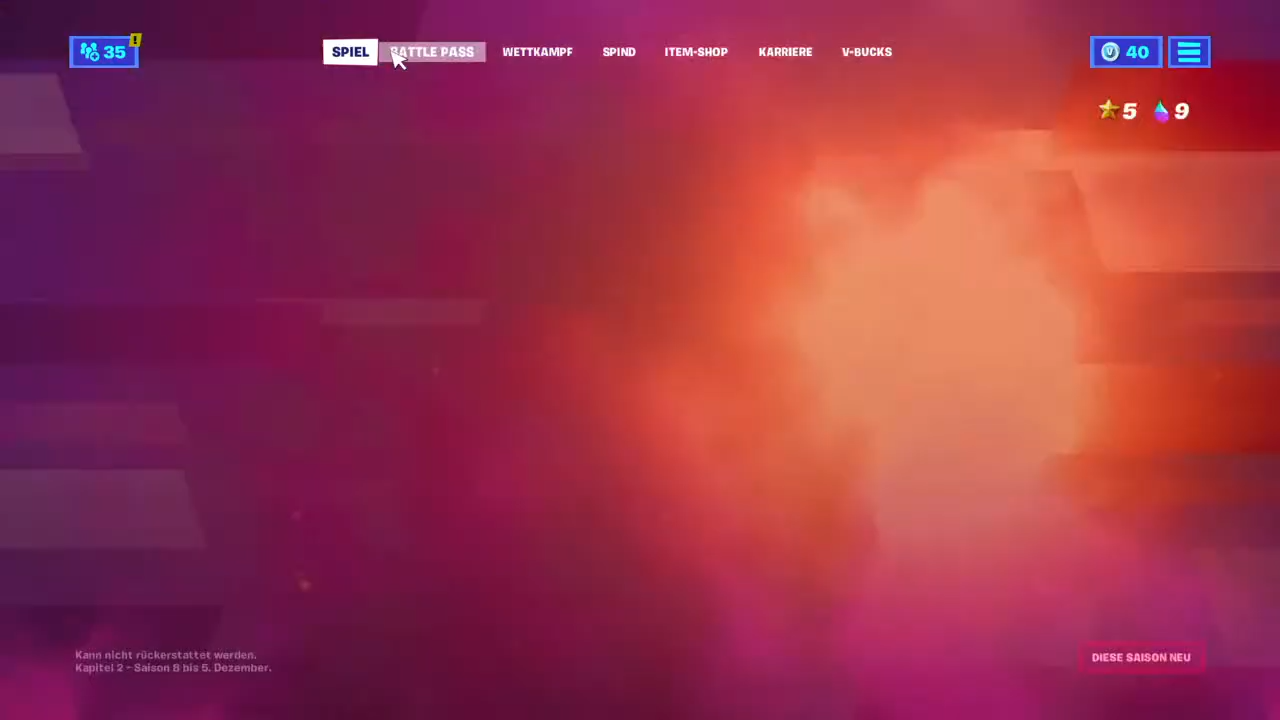 35 !
SPIEL BATTLE PASS WETTKAMPF SPIND ITEM-SHOP KARRIERE V-BUCKS
V 40
5 9
Kann nicht rückerstattet werden.
Kapitel 2 - Saison 8 bis 5. Dezember.
DIESE SAISON NEU